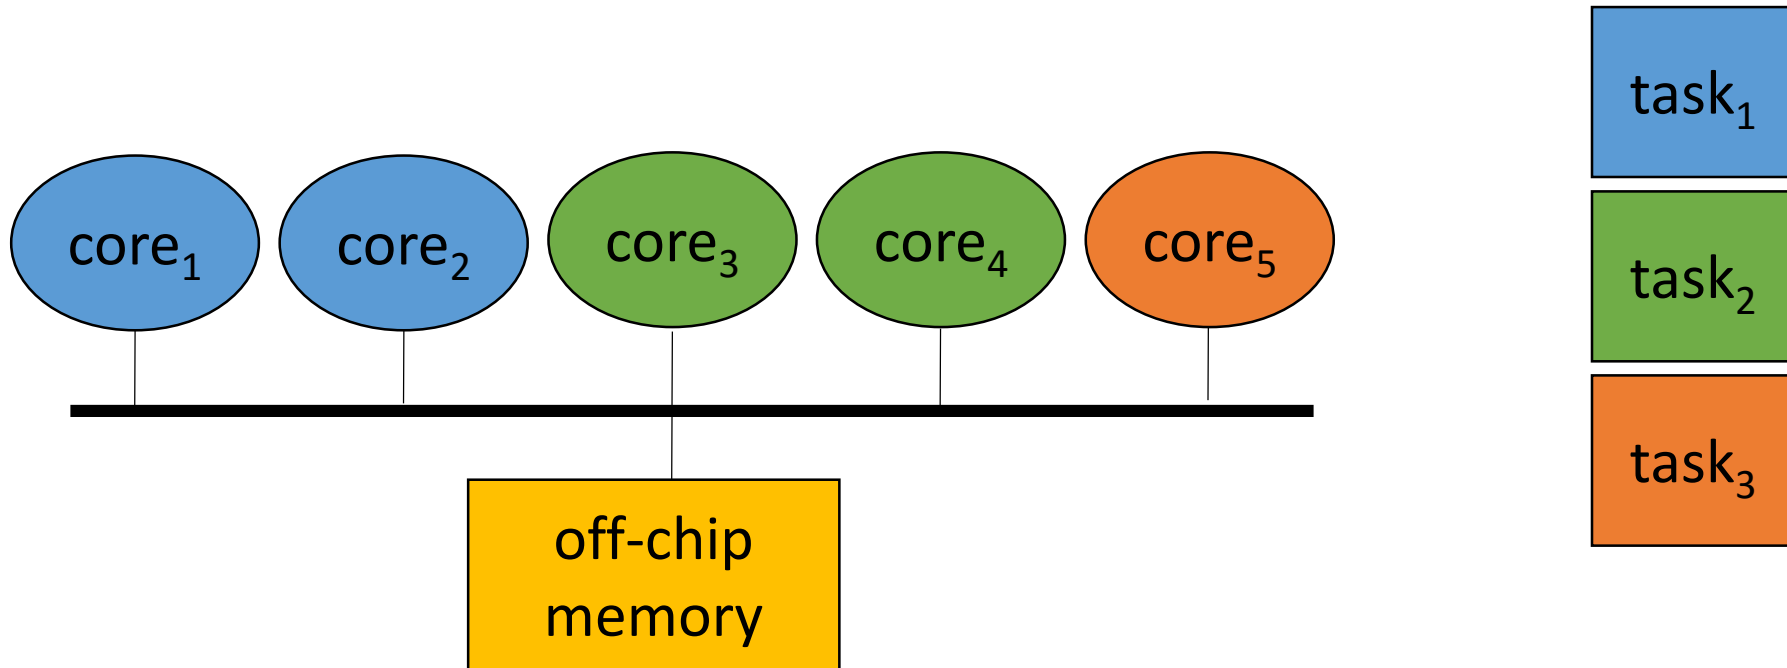 core₁
core₂
core₃
core₄
core₅
off-chip
memory
task₁
task₂
task₃